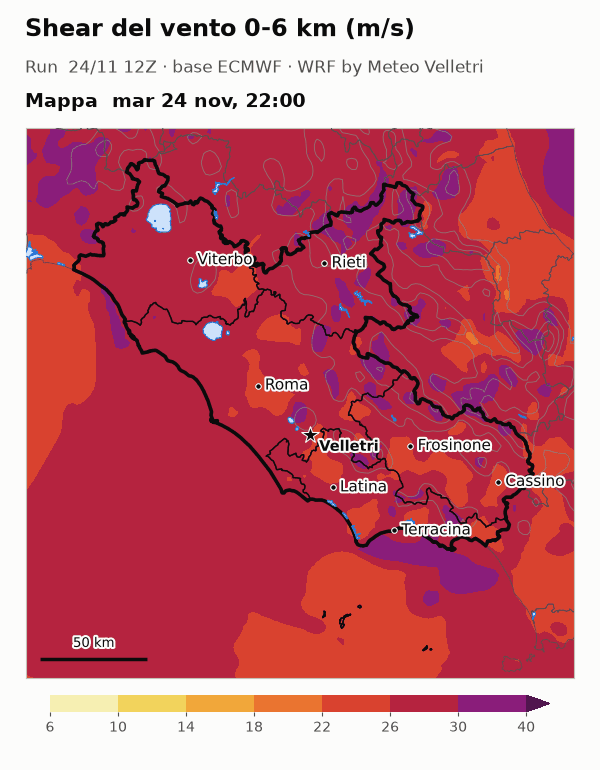 Shear del vento 0-6 km (m/s)
Run  24/11 12Z · base ECMWF · WRF by Meteo Velletri
Mappa  mar 24 nov, 22:00
Viterbo
Rieti
Roma
Velletri
Frosinone
Latina
Cassino
Terracina
50 km
6 10 14 18 22 26 30 40